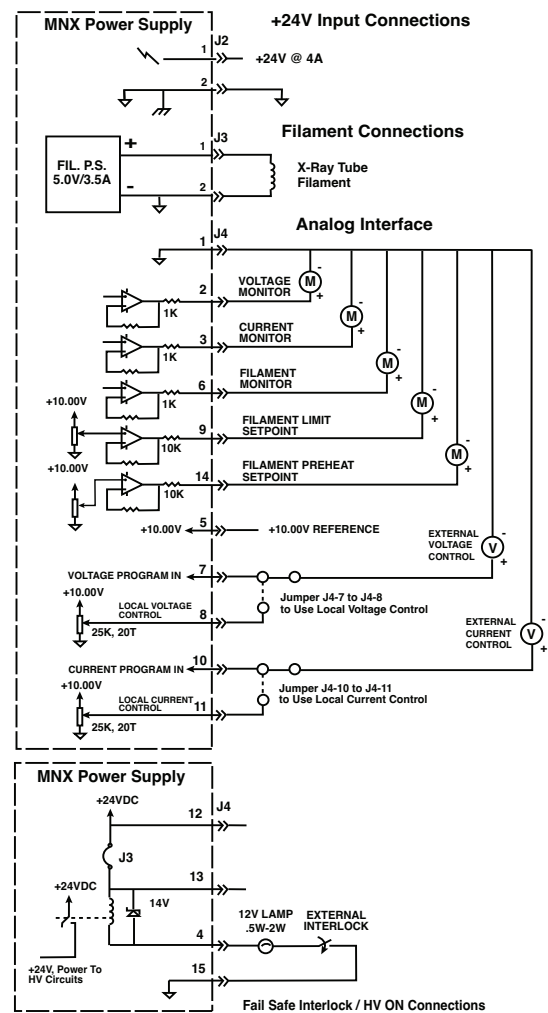 MNX Power Supply
+24V Input Connections
J2
1
+24V @ 4A
2
Filament Connections
J3
+
1
FIL. P.S.
5.0V/3.5A
X-Ray Tube
Filament
-
2
Analog Interface
J4
1
-
M
+
VOLTAGE
MONITOR
2
1K
-
M
+
CURRENT
MONITOR
3
1K
-
M
+
FILAMENT
MONITOR
6
1K
-
M
+
+10.00V
FILAMENT LIMIT
SETPOINT
9
10K
-
M
+
+10.00V
FILAMENT PREHEAT
SETPOINT
14
10K
+10.00V
5
+10.00V REFERENCE
EXTERNAL
VOLTAGE
CONTROL
-
V
+
VOLTAGE PROGRAM IN
7
+10.00V
LOCAL VOLTAGE
CONTROL
8
25K, 20T
Jumper J4-7 to J4-8
to Use Local Voltage Control
EXTERNAL
CURRENT
CONTROL
-
V
+
CURRENT PROGRAM IN
10
+10.00V
LOCAL CURRENT
CONTROL
11
25K, 20T
Jumper J4-10 to J4-11
to Use Local Current Control
MNX Power Supply
+24VDC
12
J4
J3
+24VDC
13
14V
4
12V LAMP
.5W-2W
EXTERNAL
INTERLOCK
15
+24V, Power To
HV Circuits
Fail Safe Interlock / HV ON Connections